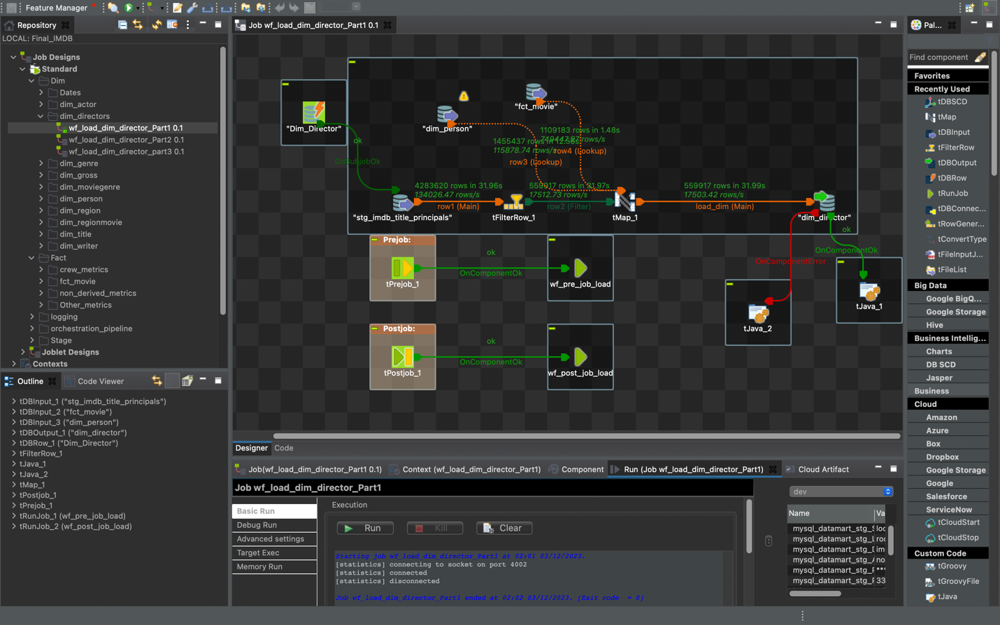 Feature Manager
Repository
LOCAL: Final_IMDB
Job Designs
Standard
Dim
Dates
dim_actor
dim_directors
wf_load_dim_director_Part1 0.1
wf_load_dim_director_Part2 0.1
wf_load_dim_director_part3 0.1
dim_genre
dim_gross
dim_moviegenre
dim_person
dim_region
dim_regionmovie
dim_title
dim_writer
Fact
crew_metrics
fct_movie
non_derived_metrics
Other_metrics
logging
orchestration_pipeline
Stage
Joblet Designs
Contexts
Outline
Code Viewer
tDBInput_1 ("stg_imdb_title_principals")
tDBInput_2 ("fct_movie")
tDBInput_3 ("dim_person")
tDBOutput_1 ("dim_director")
tDBRow_1 ("Dim_Director")
tFilterRow_1
tJava_1
tJava_2
tMap_1
tPostjob_1
tPrejob_1
tRunJob_1 (wf_pre_job_load)
tRunJob_2 (wf_post_job_load)
Job wf_load_dim_director_Part1 0.1
"Dim_Director"
"dim_person"
"fct_movie"
ok
OnSubjobOk
1109183 rows in 1.48s
1455437 rows in 12.56s
115878.74 rows/s
row4 (Lookup)
row3 (Lookup)
4283620 rows in 31.96s
134026.47 rows/s
row1 (Main)
559917 rows in 31.97s
17512.73 rows/s
row2 (Filter)
559917 rows in 31.99s
17503.42 rows/s
load_dim (Main)
"stg_imdb_title_principals"
tFilterRow_1
tMap_1
"dim_director"
ok
OnComponentOk
OnComponentError
Prejob:
tPrejob_1
ok
OnComponentOk
wf_pre_job_load
tJava_1
tJava_2
Postjob:
tPostjob_1
ok
OnComponentOk
wf_post_job_load
Designer
Code
Job(wf_load_dim_director_Part1 0.1)
Context (wf_load_dim_director_Part1)
Component
Run (Job wf_load_dim_director_Part1)
Cloud Artifact
Job wf_load_dim_director_Part1
Basic Run
Debug Run
Advanced settings
Target Exec
Memory Run
Execution
Run
Kill
Clear
Starting job wf_load_dim_director_Part1 at 02:01 03/12/2023.
[statistics] connecting to socket on port 4002
[statistics] connected
[statistics] disconnected
Job wf_load_dim_director_Part1 ended at 02:02 03/12/2023. [Exit code  = 0]
dev
Name
Va
mysql_datamart_stg_
mysql_datamart_stg_
mysql_datamart_stg_
mysql_datamart_stg_
mysql_datamart_stg_
mysql_datamart_stg_
Pal...
Find component
Favorites
Recently Used
tDBSCD
tMap
tDBInput
tFilterRow
tDBOutput
tDBRow
tRunJob
tDBConnec...
tRowGener...
tConvertType
tFileInputJ...
tFileList
Big Data
Google BigQ...
Google Storage
Hive
Business Intellig...
Charts
DB SCD
Jasper
Business
Cloud
Amazon
Azure
Box
Dropbox
Google Storage
Google
Salesforce
ServiceNow
tCloudStart
tCloudStop
Custom Code
tGroovy
tGroovyFile
tJava